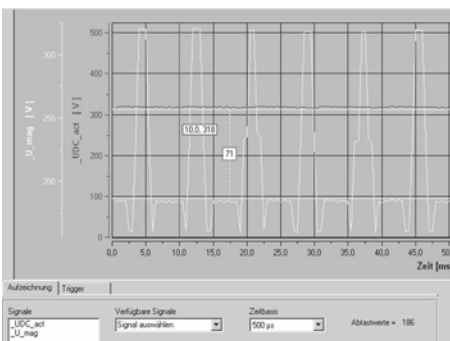 500
400
300
200
100
0
300
250
200
_U_mag [V]
_UDC_act [V]
10,0, 318
71
0,0 5,0 10,0 15,0 20,0 25,0 30,0 35,0 40,0 45,0 50
Zeit [ms
Aufzeichnung Trigger
Signale
_UDC_act
_U_mag
Verfügbare Signale
Signal auswählen
Zeitbasis
500 µs
Abtastwerte = 186